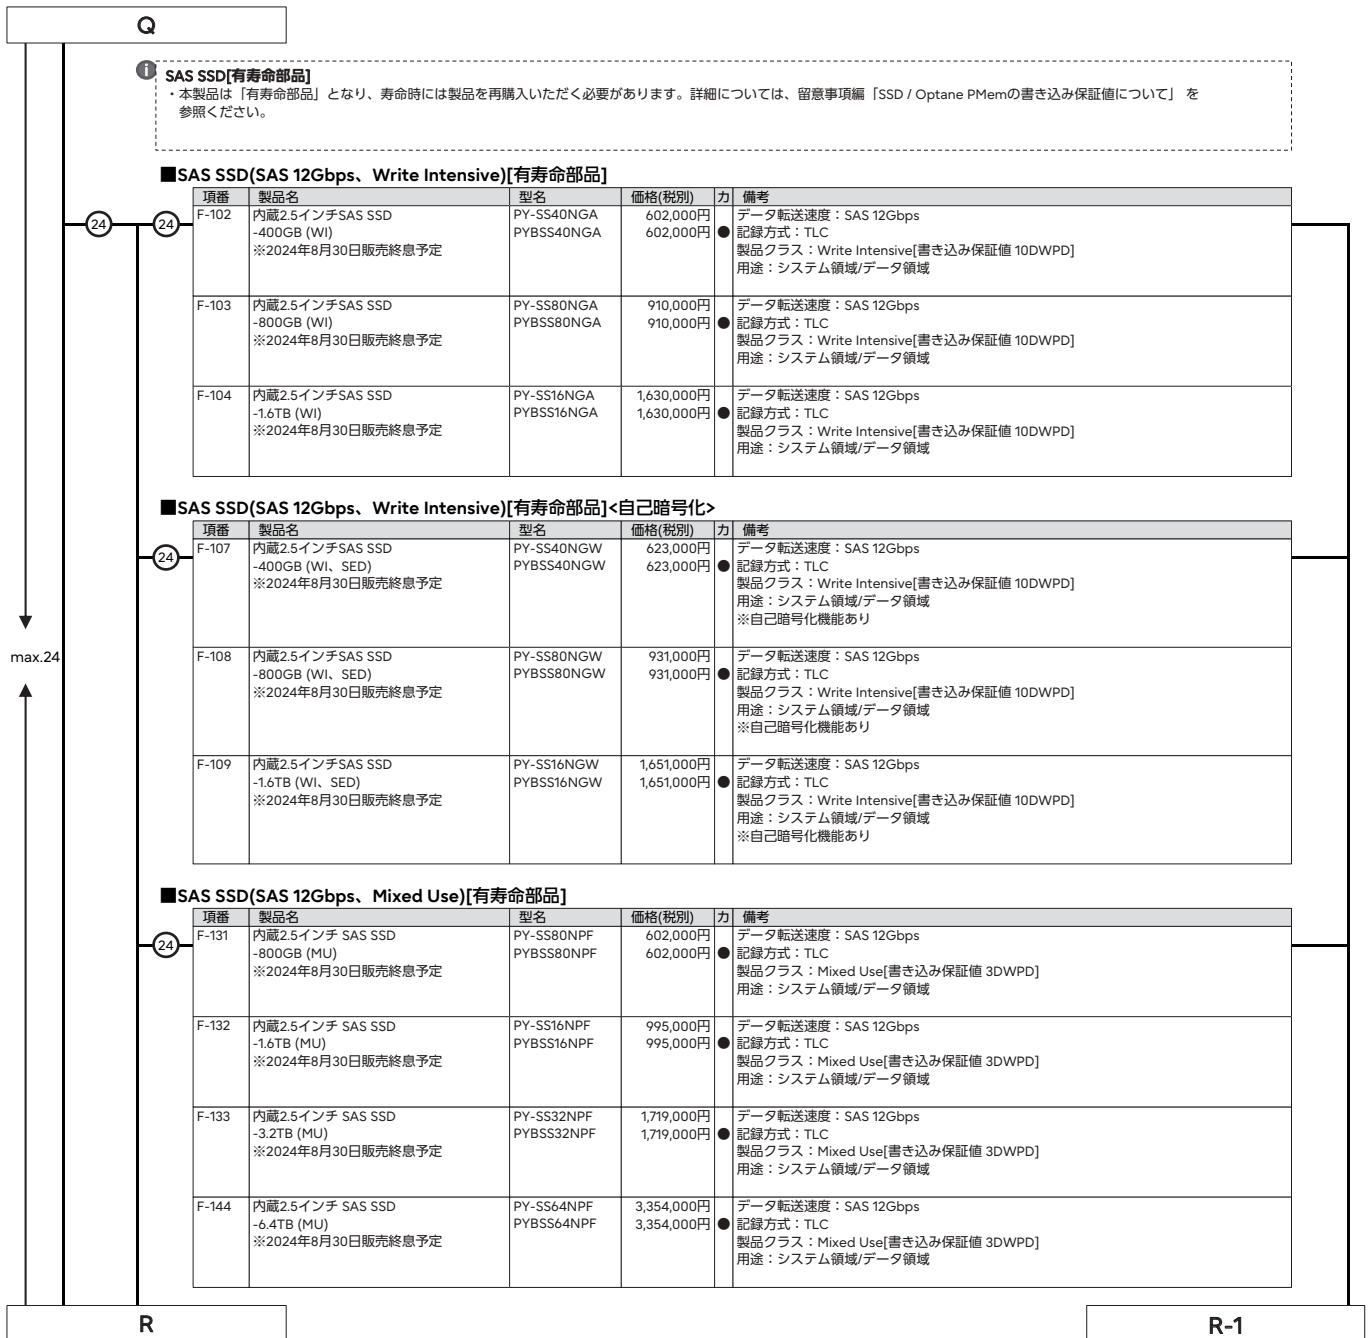 Q
i
SAS SSD[有寿命部品]
・本製品は「有寿命部品」となり、寿命時には製品を再購入いただく必要があります。詳細については、留意事項編「SSD / Optane PMemの書き込み保証値について」 を
参照ください。
■SAS SSD(SAS 12Gbps、Write Intensive)[有寿命部品]
項番 製品名 型名 価格(税別) カ 備考
24 24 F-102 内蔵2.5インチSAS SSD PY-SS40NGA 602,000円 データ転送速度：SAS 12Gbps
-400GB (WI) PYBSS40NGA 602,000円 ● 記録方式：TLC
※2024年8月30日販売終息予定 製品クラス：Write Intensive[書き込み保証値 10DWPD]
用途：システム領域/データ領域
F-103 内蔵2.5インチSAS SSD PY-SS80NGA 910,000円 データ転送速度：SAS 12Gbps
-800GB (WI) PYBSS80NGA 910,000円 ● 記録方式：TLC
※2024年8月30日販売終息予定 製品クラス：Write Intensive[書き込み保証値 10DWPD]
用途：システム領域/データ領域
F-104 内蔵2.5インチSAS SSD PY-SS16NGA 1,630,000円 データ転送速度：SAS 12Gbps
-1.6TB (WI) PYBSS16NGA 1,630,000円 ● 記録方式：TLC
※2024年8月30日販売終息予定 製品クラス：Write Intensive[書き込み保証値 10DWPD]
用途：システム領域/データ領域
■SAS SSD(SAS 12Gbps、Write Intensive)[有寿命部品]<自己暗号化>
項番 製品名 型名 価格(税別) カ 備考
24 F-107 内蔵2.5インチSAS SSD PY-SS40NGW 623,000円 データ転送速度：SAS 12Gbps
-400GB (WI、SED) PYBSS40NGW 623,000円 ● 記録方式：TLC
※2024年8月30日販売終息予定 製品クラス：Write Intensive[書き込み保証値 10DWPD]
用途：システム領域/データ領域
※自己暗号化機能あり
max.24
F-108 内蔵2.5インチSAS SSD PY-SS80NGW 931,000円 データ転送速度：SAS 12Gbps
-800GB (WI、SED) PYBSS80NGW 931,000円 ● 記録方式：TLC
※2024年8月30日販売終息予定 製品クラス：Write Intensive[書き込み保証値 10DWPD]
用途：システム領域/データ領域
※自己暗号化機能あり
F-109 内蔵2.5インチSAS SSD PY-SS16NGW 1,651,000円 データ転送速度：SAS 12Gbps
-1.6TB (WI、SED) PYBSS16NGW 1,651,000円 ● 記録方式：TLC
※2024年8月30日販売終息予定 製品クラス：Write Intensive[書き込み保証値 10DWPD]
用途：システム領域/データ領域
※自己暗号化機能あり
■SAS SSD(SAS 12Gbps、Mixed Use)[有寿命部品]
項番 製品名 型名 価格(税別) カ 備考
24 F-131 内蔵2.5インチ SAS SSD PY-SS80NPF 602,000円 データ転送速度：SAS 12Gbps
-800GB (MU) PYBSS80NPF 602,000円 ● 記録方式：TLC
※2024年8月30日販売終息予定 製品クラス：Mixed Use[書き込み保証値 3DWPD]
用途：システム領域/データ領域
F-132 内蔵2.5インチ SAS SSD PY-SS16NPF 995,000円 データ転送速度：SAS 12Gbps
-1.6TB (MU) PYBSS16NPF 995,000円 ● 記録方式：TLC
※2024年8月30日販売終息予定 製品クラス：Mixed Use[書き込み保証値 3DWPD]
用途：システム領域/データ領域
F-133 内蔵2.5インチ SAS SSD PY-SS32NPF 1,719,000円 データ転送速度：SAS 12Gbps
-3.2TB (MU) PYBSS32NPF 1,719,000円 ● 記録方式：TLC
※2024年8月30日販売終息予定 製品クラス：Mixed Use[書き込み保証値 3DWPD]
用途：システム領域/データ領域
F-144 内蔵2.5インチ SAS SSD PY-SS64NPF 3,354,000円 データ転送速度：SAS 12Gbps
-6.4TB (MU) PYBSS64NPF 3,354,000円 ● 記録方式：TLC
※2024年8月30日販売終息予定 製品クラス：Mixed Use[書き込み保証値 3DWPD]
用途：システム領域/データ領域
R R-1